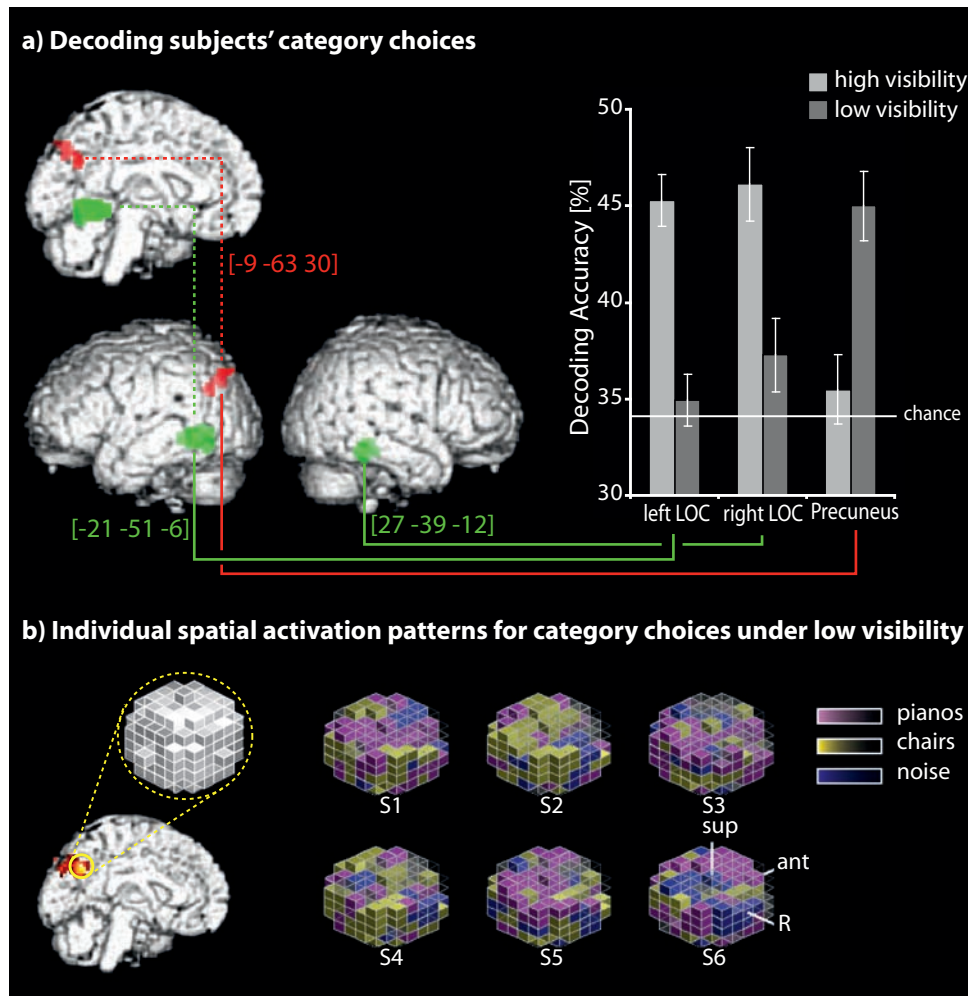 a) Decoding subjects' category choices
high visibility
low visibility
50
45
40
35
30
Decoding Accuracy [%]
chance
left LOC
right LOC
Precuneus
[-9 -63 30]
[-21 -51 -6]
[27 -39 -12]
b) Individual spatial activation patterns for category choices under low visibility
pianos
chairs
noise
S1
S2
S3
sup
ant
R
S4
S5
S6